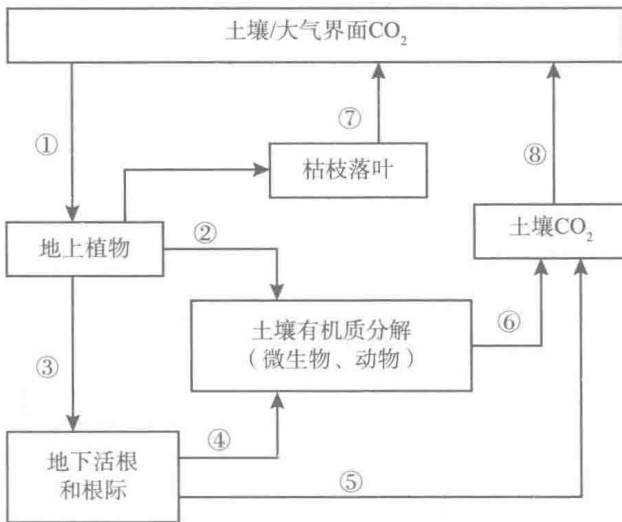 土壤/大气界面CO₂
①
⑦
⑧
枯枝落叶
地上植物
②
土壤CO₂
土壤有机质分解
（微生物、动物）
⑥
③
④
地下活根
和根际
⑤